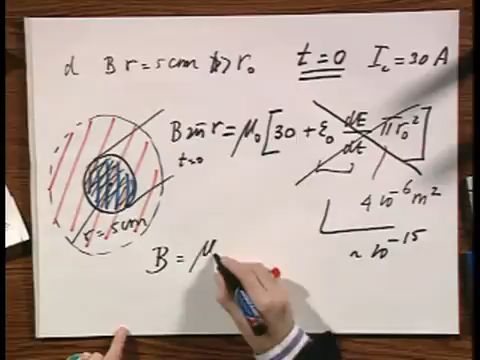 d B r = 5 cm > r₀ t = 0 I_c = 30 A
B 2π r = μ₀ [ 30 + ε₀ dE/dt π r₀² ]
t=0
4 10⁻⁶ m²
~ 10⁻¹⁵
r = 5cm
B = μ